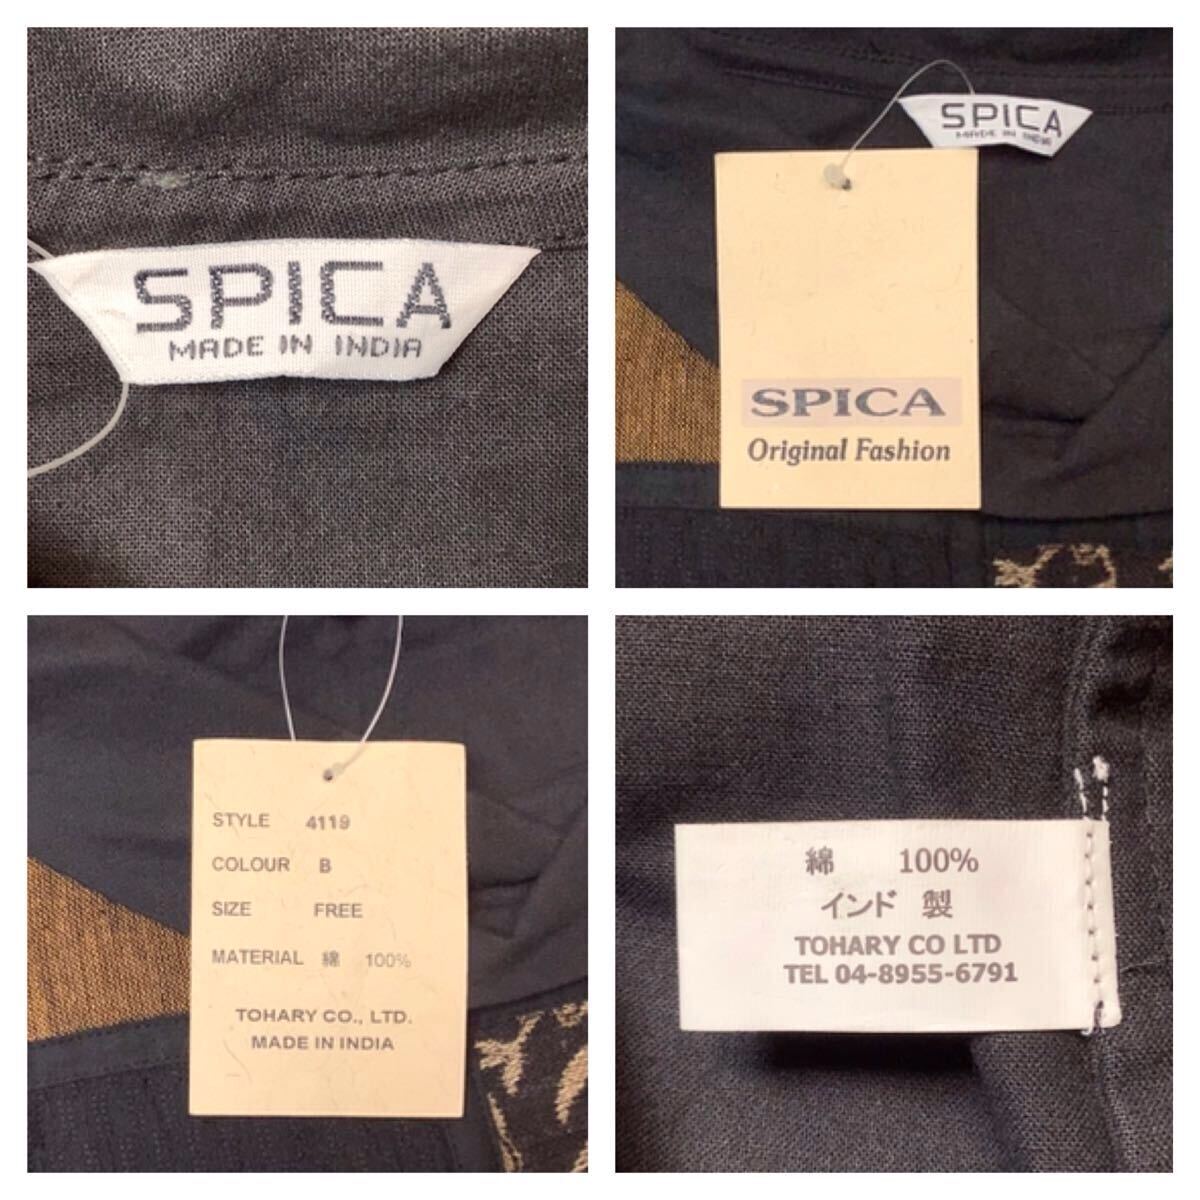 SPICA
MADE IN INDIA
SPICA
MADE IN INDIA
SPICA
Original Fashion
STYLE 4119
COLOUR B
SIZE FREE
MATERIAL 綿 100%
TOHARY CO., LTD.
MADE IN INDIA
綿 100%
インド 製
TOHARY CO LTD
TEL 04-8955-6791